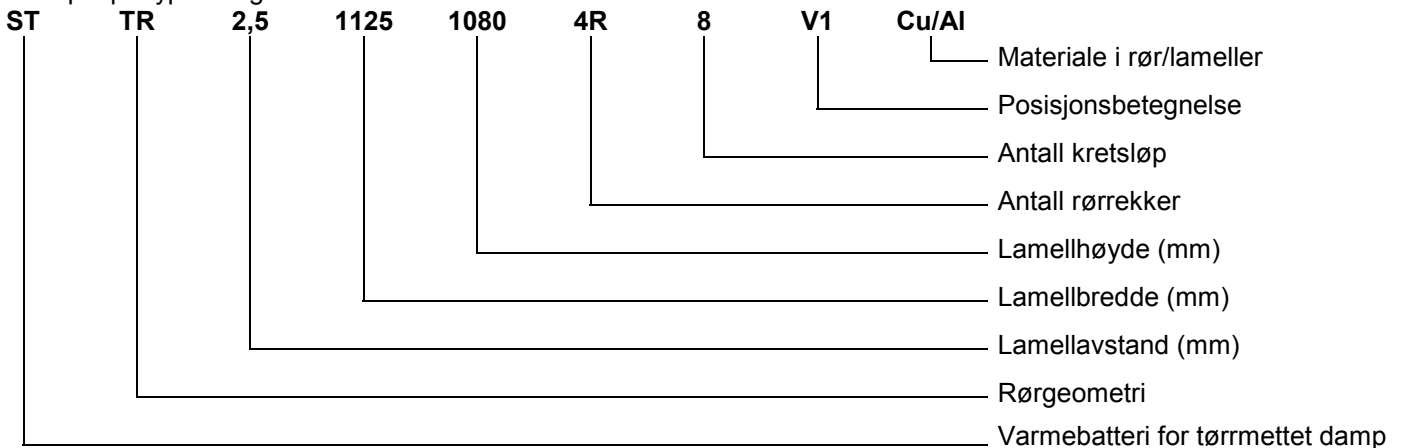 ST TR 2,5 1125 1080 4R 8 V1 Cu/Al
Materiale i rør/lameller
Posisjonsbetegnelse
Antall kretsløp
Antall rørrekker
Lamellhøyde (mm)
Lamellbredde (mm)
Lamellavstand (mm)
Rørgeometri
Varmebatteri for tørrmettet damp